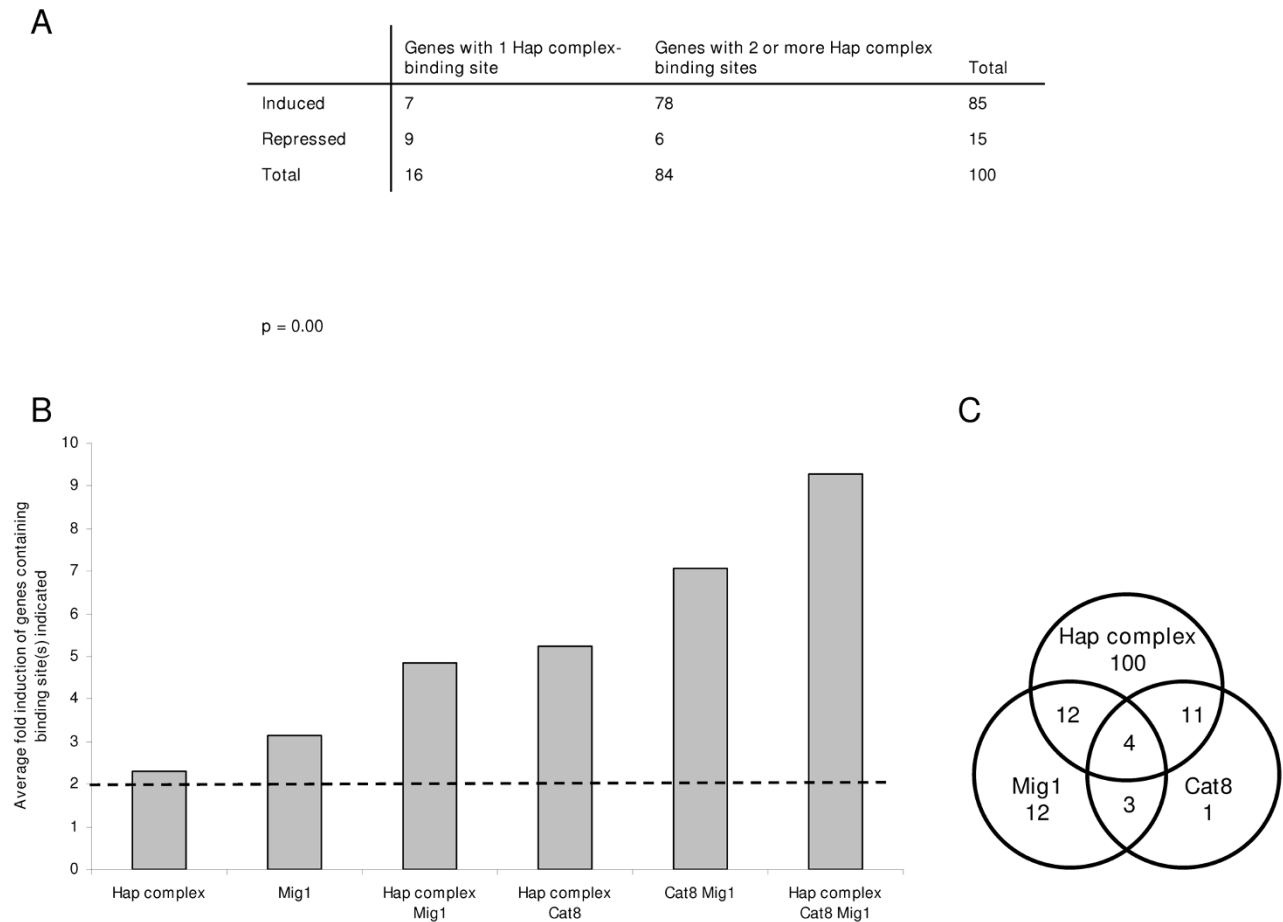 A
Genes with 1 Hap complex-
binding site
Genes with 2 or more Hap complex
binding sites
Total
Induced 7 78 85
Repressed 9 6 15
Total 16 84 100
p = 0.00
B
Average fold induction of genes containing
binding site(s) indicated
10
9
8
7
6
5
4
3
2
1
0
Hap complex
Mig1
Hap complex
Mig1
Hap complex
Cat8
Cat8 Mig1
Hap complex
Cat8 Mig1
C
Hap complex
100
12
11
4
Mig1
12
3
Cat8
1